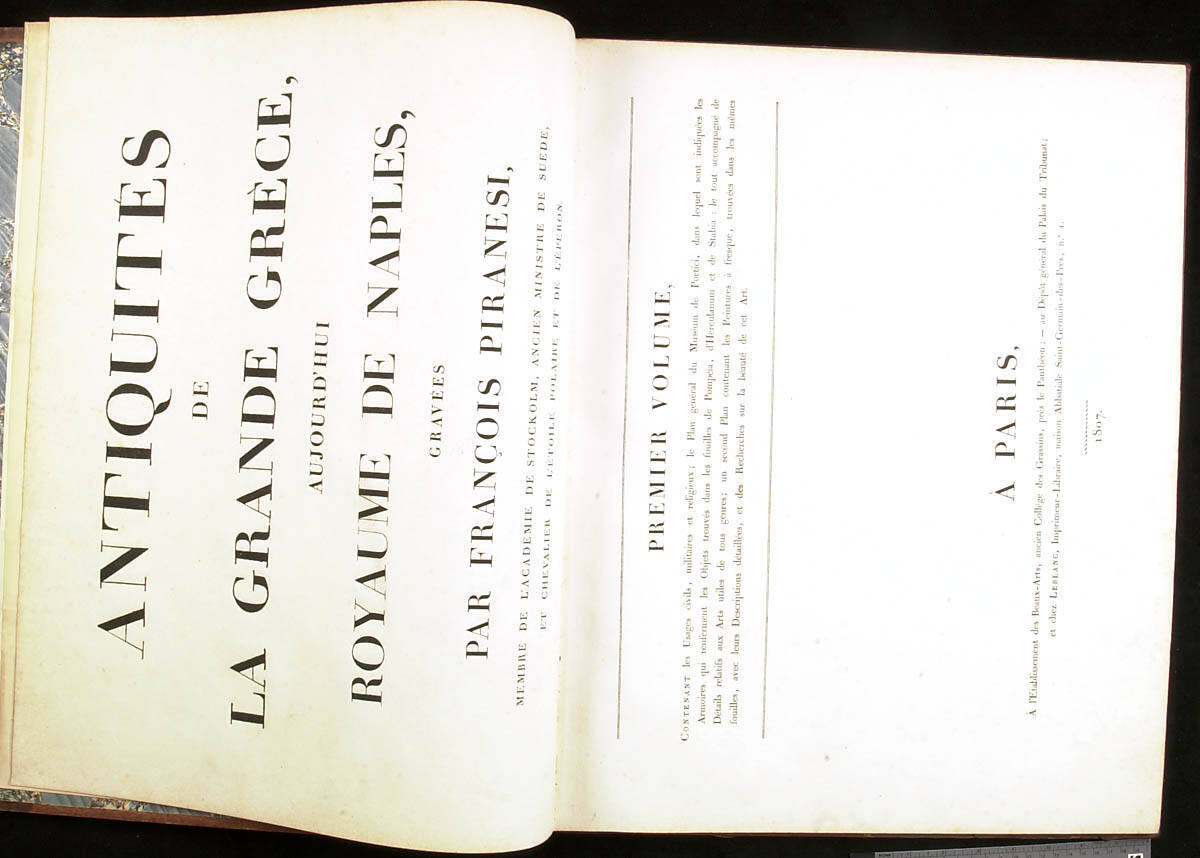 ANTIQUITÉS
DE
LA GRANDE GRÈCE,
AUJOURD'HUI
ROYAUME DE NAPLES,
GRAVÉES
PAR FRANÇOIS PIRANESI,
MEMBRE DE L'ACADÉMIE DE STOCKOLM, ANCIEN MINISTRE DE SUEDE,
ET CHEVALIER DE L'ÉTOILE POLAIRE ET DE L'ÉPERON.
PREMIER VOLUME,
CONTENANT les Usages civils, militaires et religieux; le Plan général du Muséum de Portici, dans lequel sont indiquées les
Armoires qui renferment les Objets trouvés dans les fouilles de Pompéïa, d'Herculanum et de Stabia : le tout accompagné de
Détails relatifs aux Arts utiles de tous genres; un second Plan contenant les Peintures à fresque, trouvées dans les mêmes
fouilles, avec leurs Descriptions détaillées, et des Recherches sur la beauté de cet Art.
À PARIS,
À l'Établissement des Beaux-Arts, ancien Collège des Grassins, près le Panthéon; — au Dépôt général du Palais du Tribunat;
et chez LEBLANC, Imprimeur-Libraire, maison Abbatiale Saint-Germain-des-Prés, n.° 1.
1807.